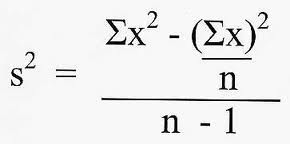 Σx² - (Σx)²
n
s² =
n - 1